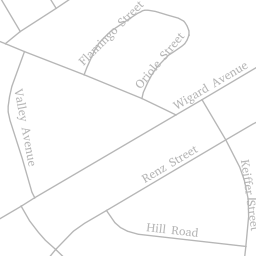 Flamingo Street
Oriole Street
Wigard Avenue
Valley Avenue
Renz Street
Keiffer Street
Hill Road